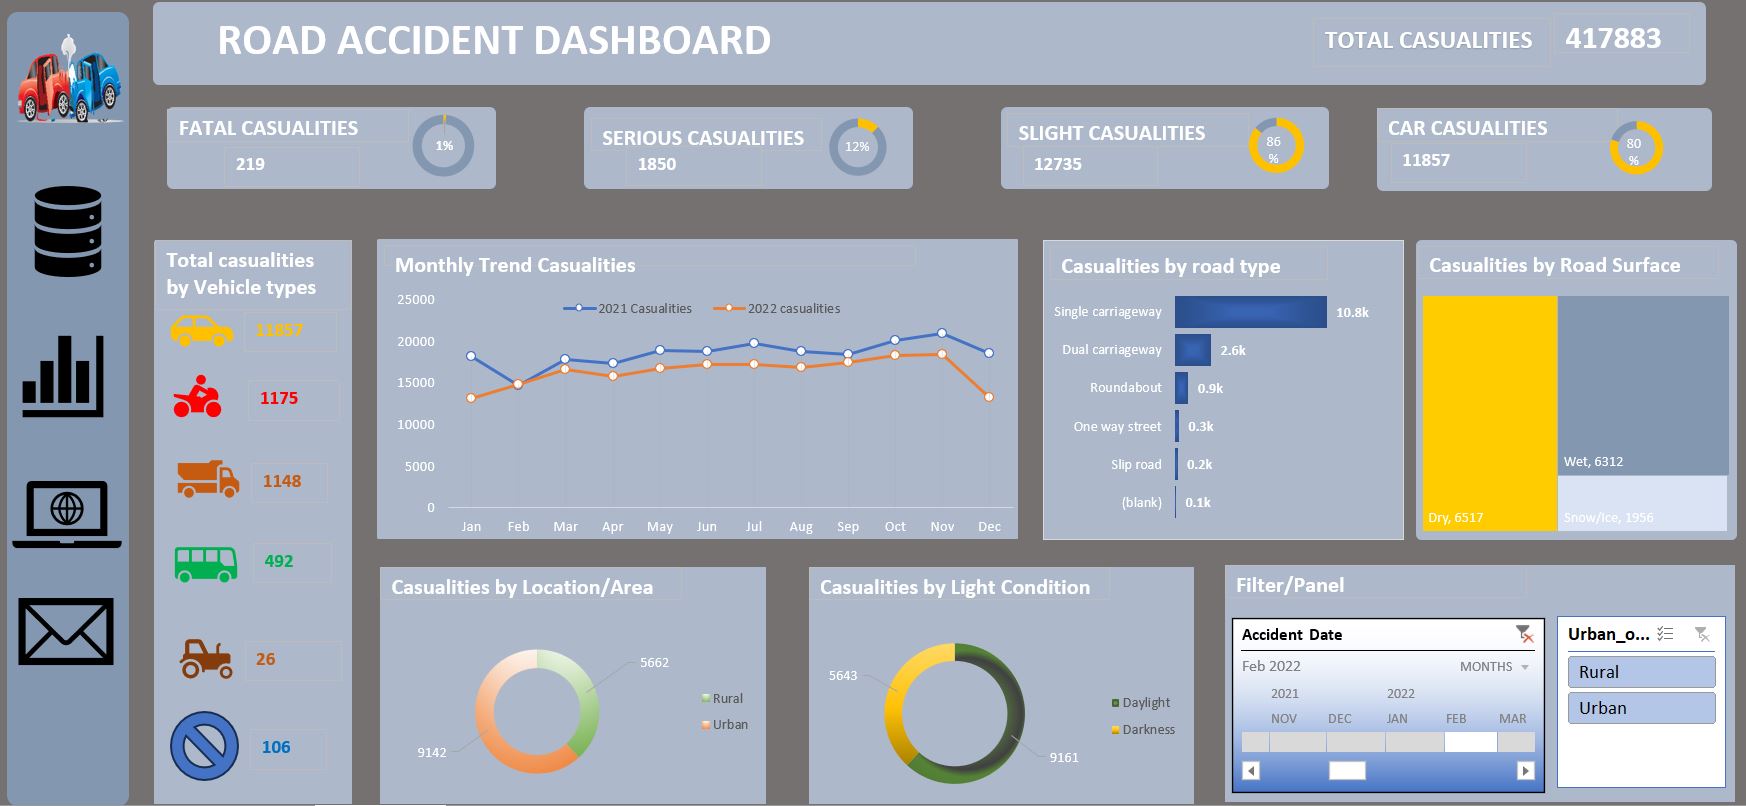 ROAD ACCIDENT DASHBOARD
TOTAL CASUALITIES
417883
FATAL CASUALITIES
219
1%
SERIOUS CASUALITIES
1850
12%
SLIGHT CASUALITIES
12735
86
%
CAR CASUALITIES
11857
80
%
Total casualities
by Vehicle types
11857
1175
1148
492
26
106
Monthly Trend Casualities
2021 Casualities
2022 casualities
25000
20000
15000
10000
5000
0
Jan Feb Mar Apr May Jun Jul Aug Sep Oct Nov Dec
Casualities by road type
Single carriageway 10.8k
Dual carriageway 2.6k
Roundabout 0.9k
One way street 0.3k
Slip road 0.2k
(blank) 0.1k
Casualities by Road Surface
Wet, 6312
Dry, 6517
Snow/Ice, 1956
Casualities by Location/Area
5662
9142
Rural
Urban
Casualities by Light Condition
5643
9161
Daylight
Darkness
Filter/Panel
Accident Date
Feb 2022
MONTHS
2021 2022
NOV DEC JAN FEB MAR
Urban_o...
Rural
Urban